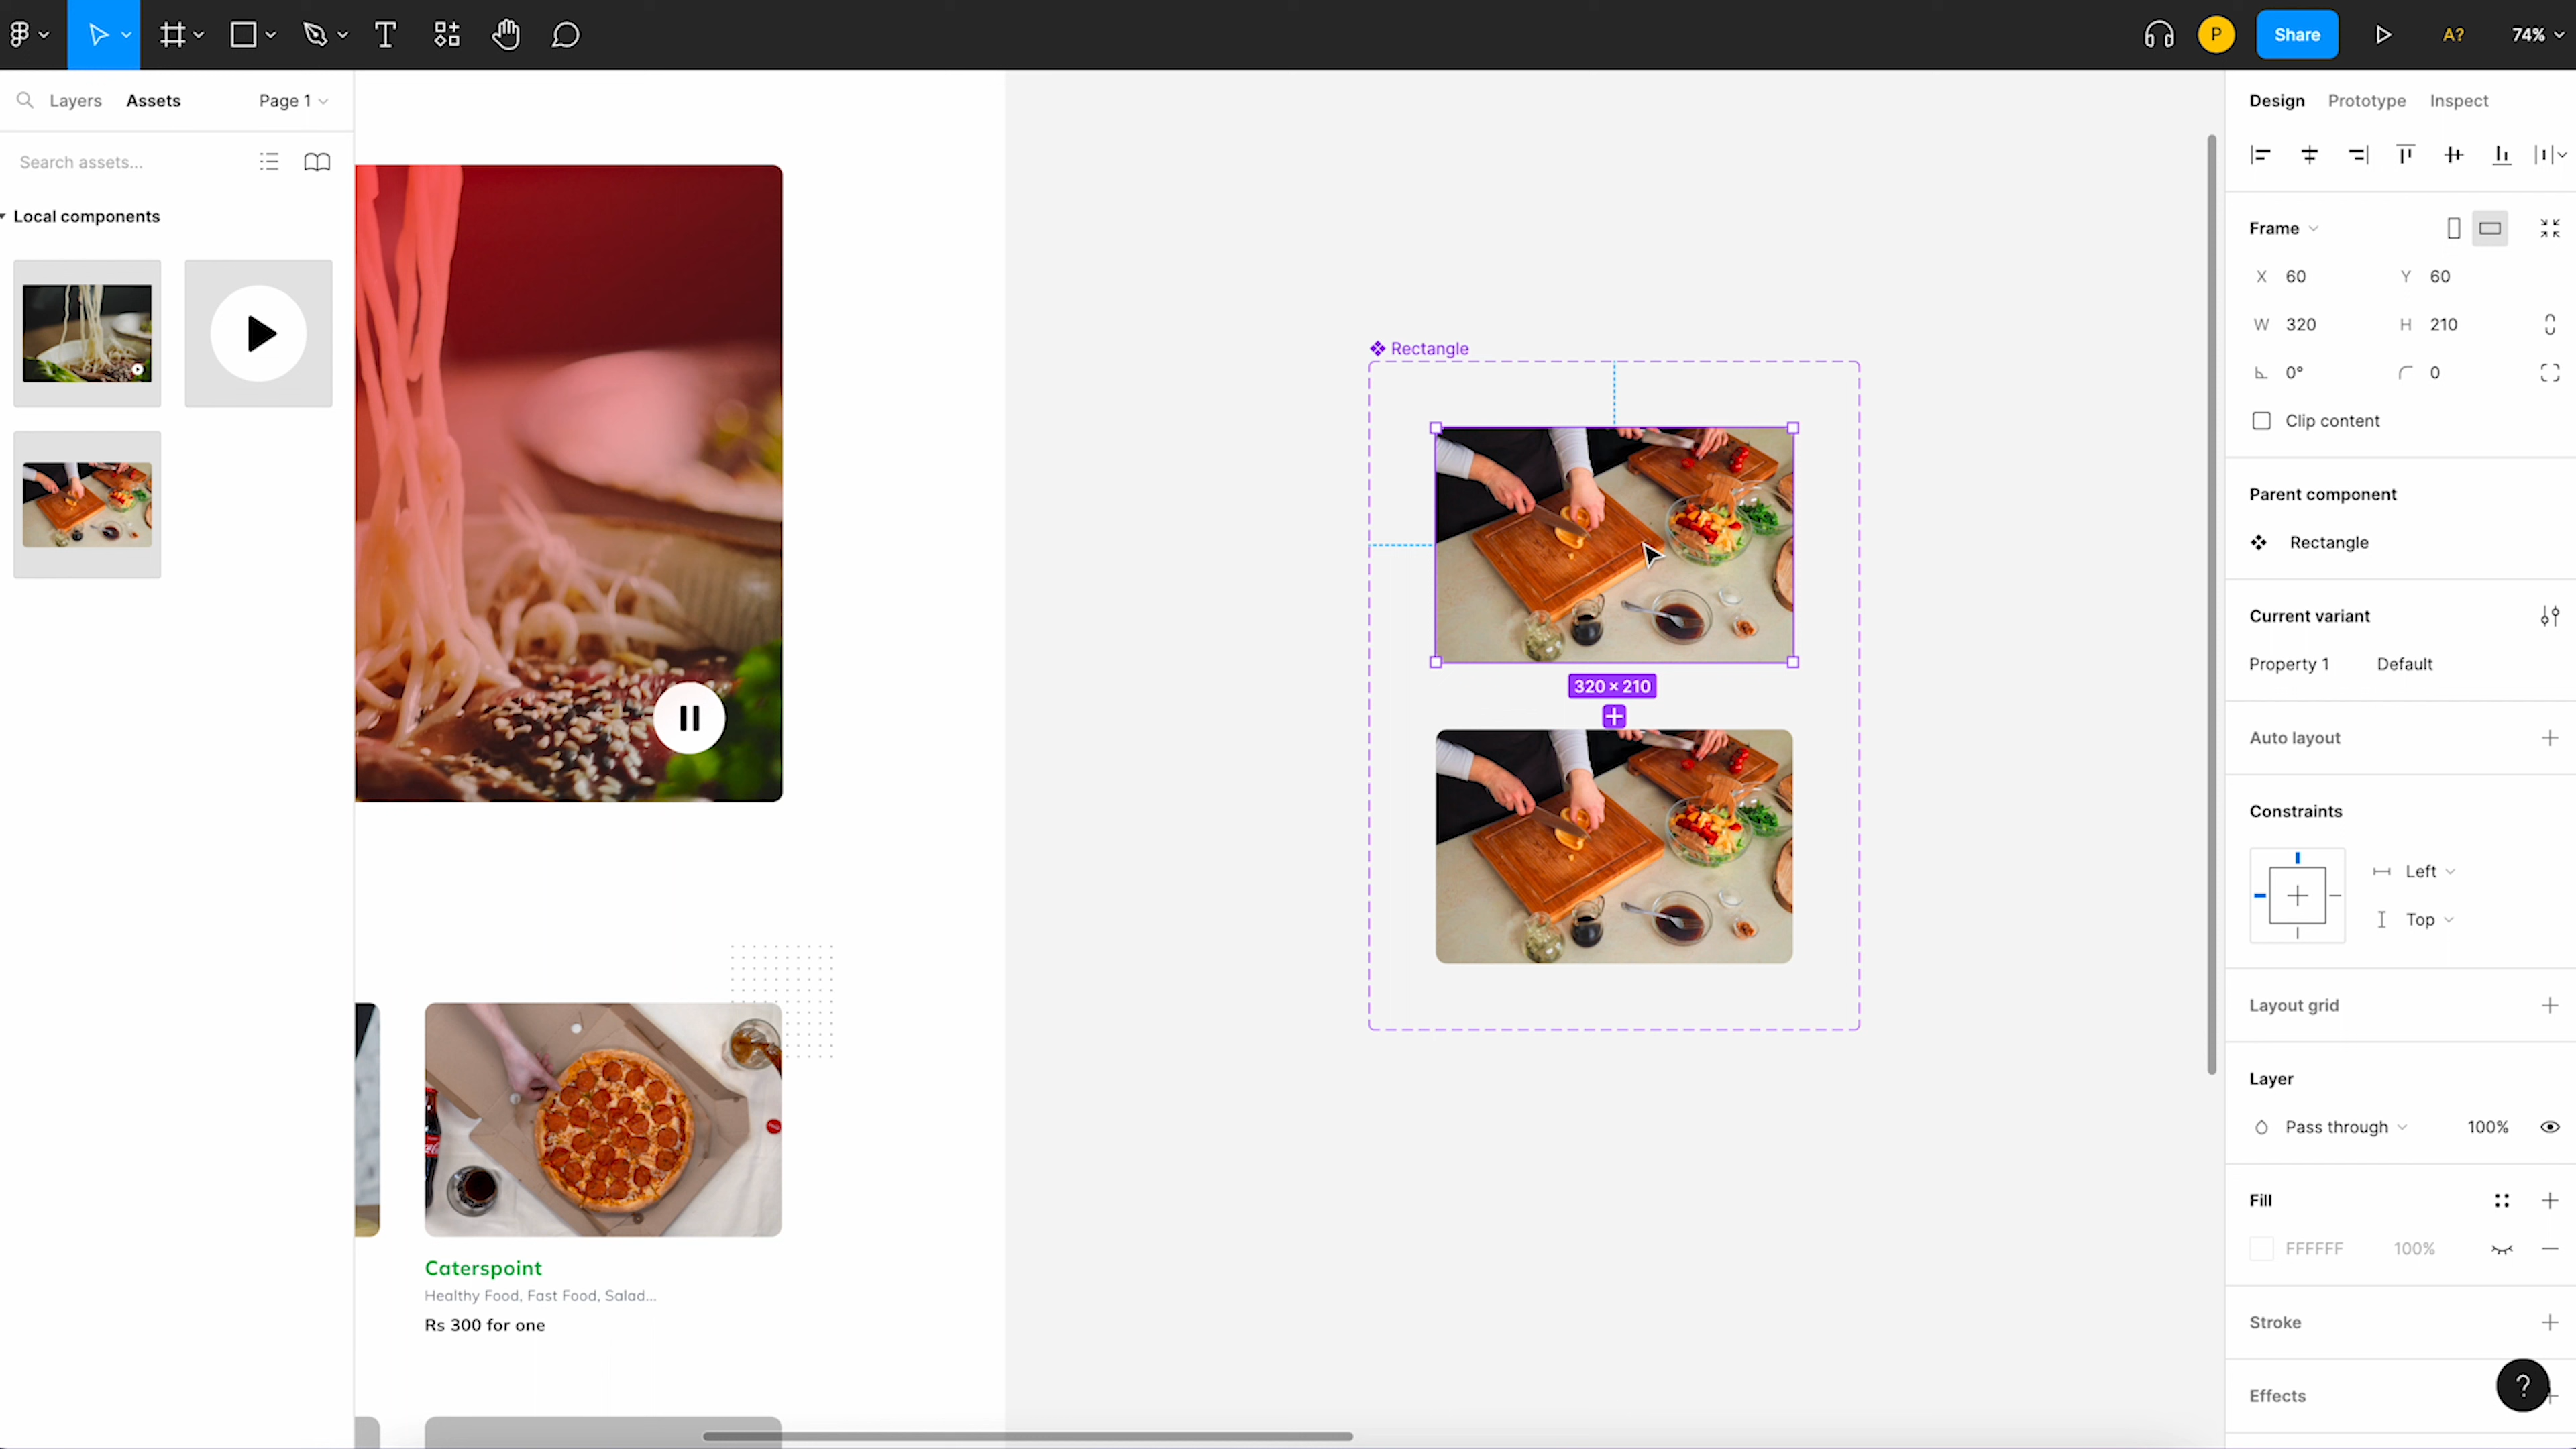 P
Share
A?
74%
Layers
Assets
Page 1
Search assets...
Local components
Rectangle
320 × 210
Caterspoint
Healthy Food, Fast Food, Salad...
Rs 300 for one
Design
Prototype
Inspect
Frame
X 60
Y 60
W 320
H 210
0°
0
Clip content
Parent component
Rectangle
Current variant
Property 1
Default
Auto layout
Constraints
Left
Top
Layout grid
Layer
Pass through
100%
Fill
FFFFFF
100%
Stroke
Effects
?